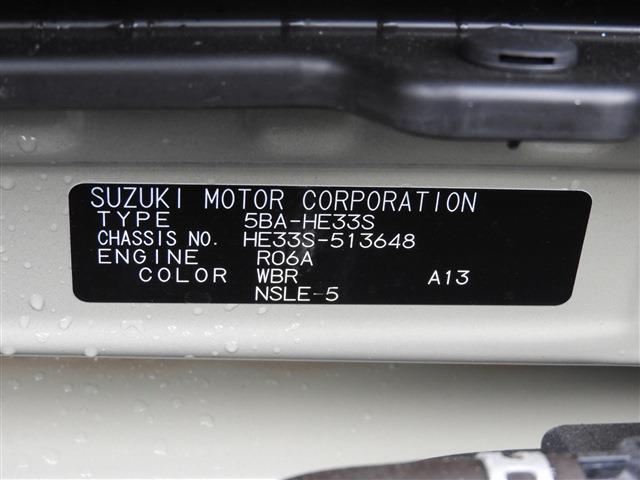 SUZUKI MOTOR CORPORATION
TYPE 5BA-HE33S
CHASSIS NO. HE33S-513648
ENGINE R06A
COLOR WBR A13
NSLE-5